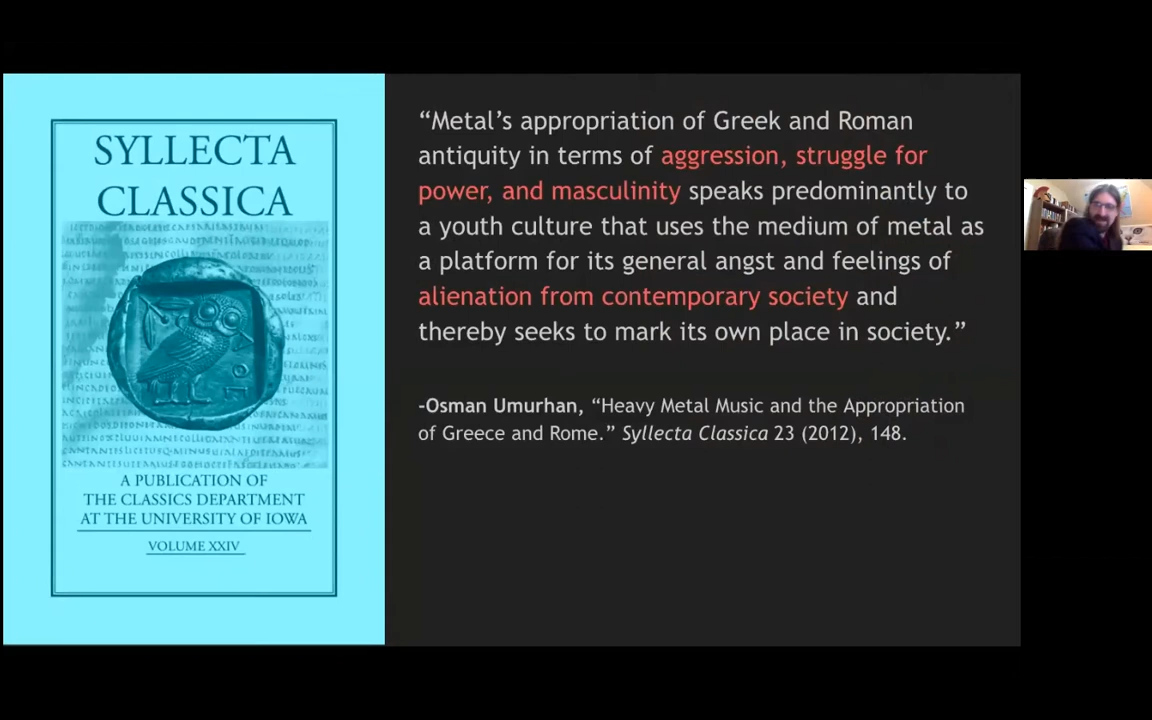 SYLLECTA
CLASSICA
A PUBLICATION OF
THE CLASSICS DEPARTMENT
AT THE UNIVERSITY OF IOWA
VOLUME XXIV
“Metal’s appropriation of Greek and Roman
antiquity in terms of aggression, struggle for
power, and masculinity speaks predominantly to
a youth culture that uses the medium of metal as
a platform for its general angst and feelings of
alienation from contemporary society and
thereby seeks to mark its own place in society.”
-Osman Umurhan, “Heavy Metal Music and the Appropriation
of Greece and Rome.” Syllecta Classica 23 (2012), 148.